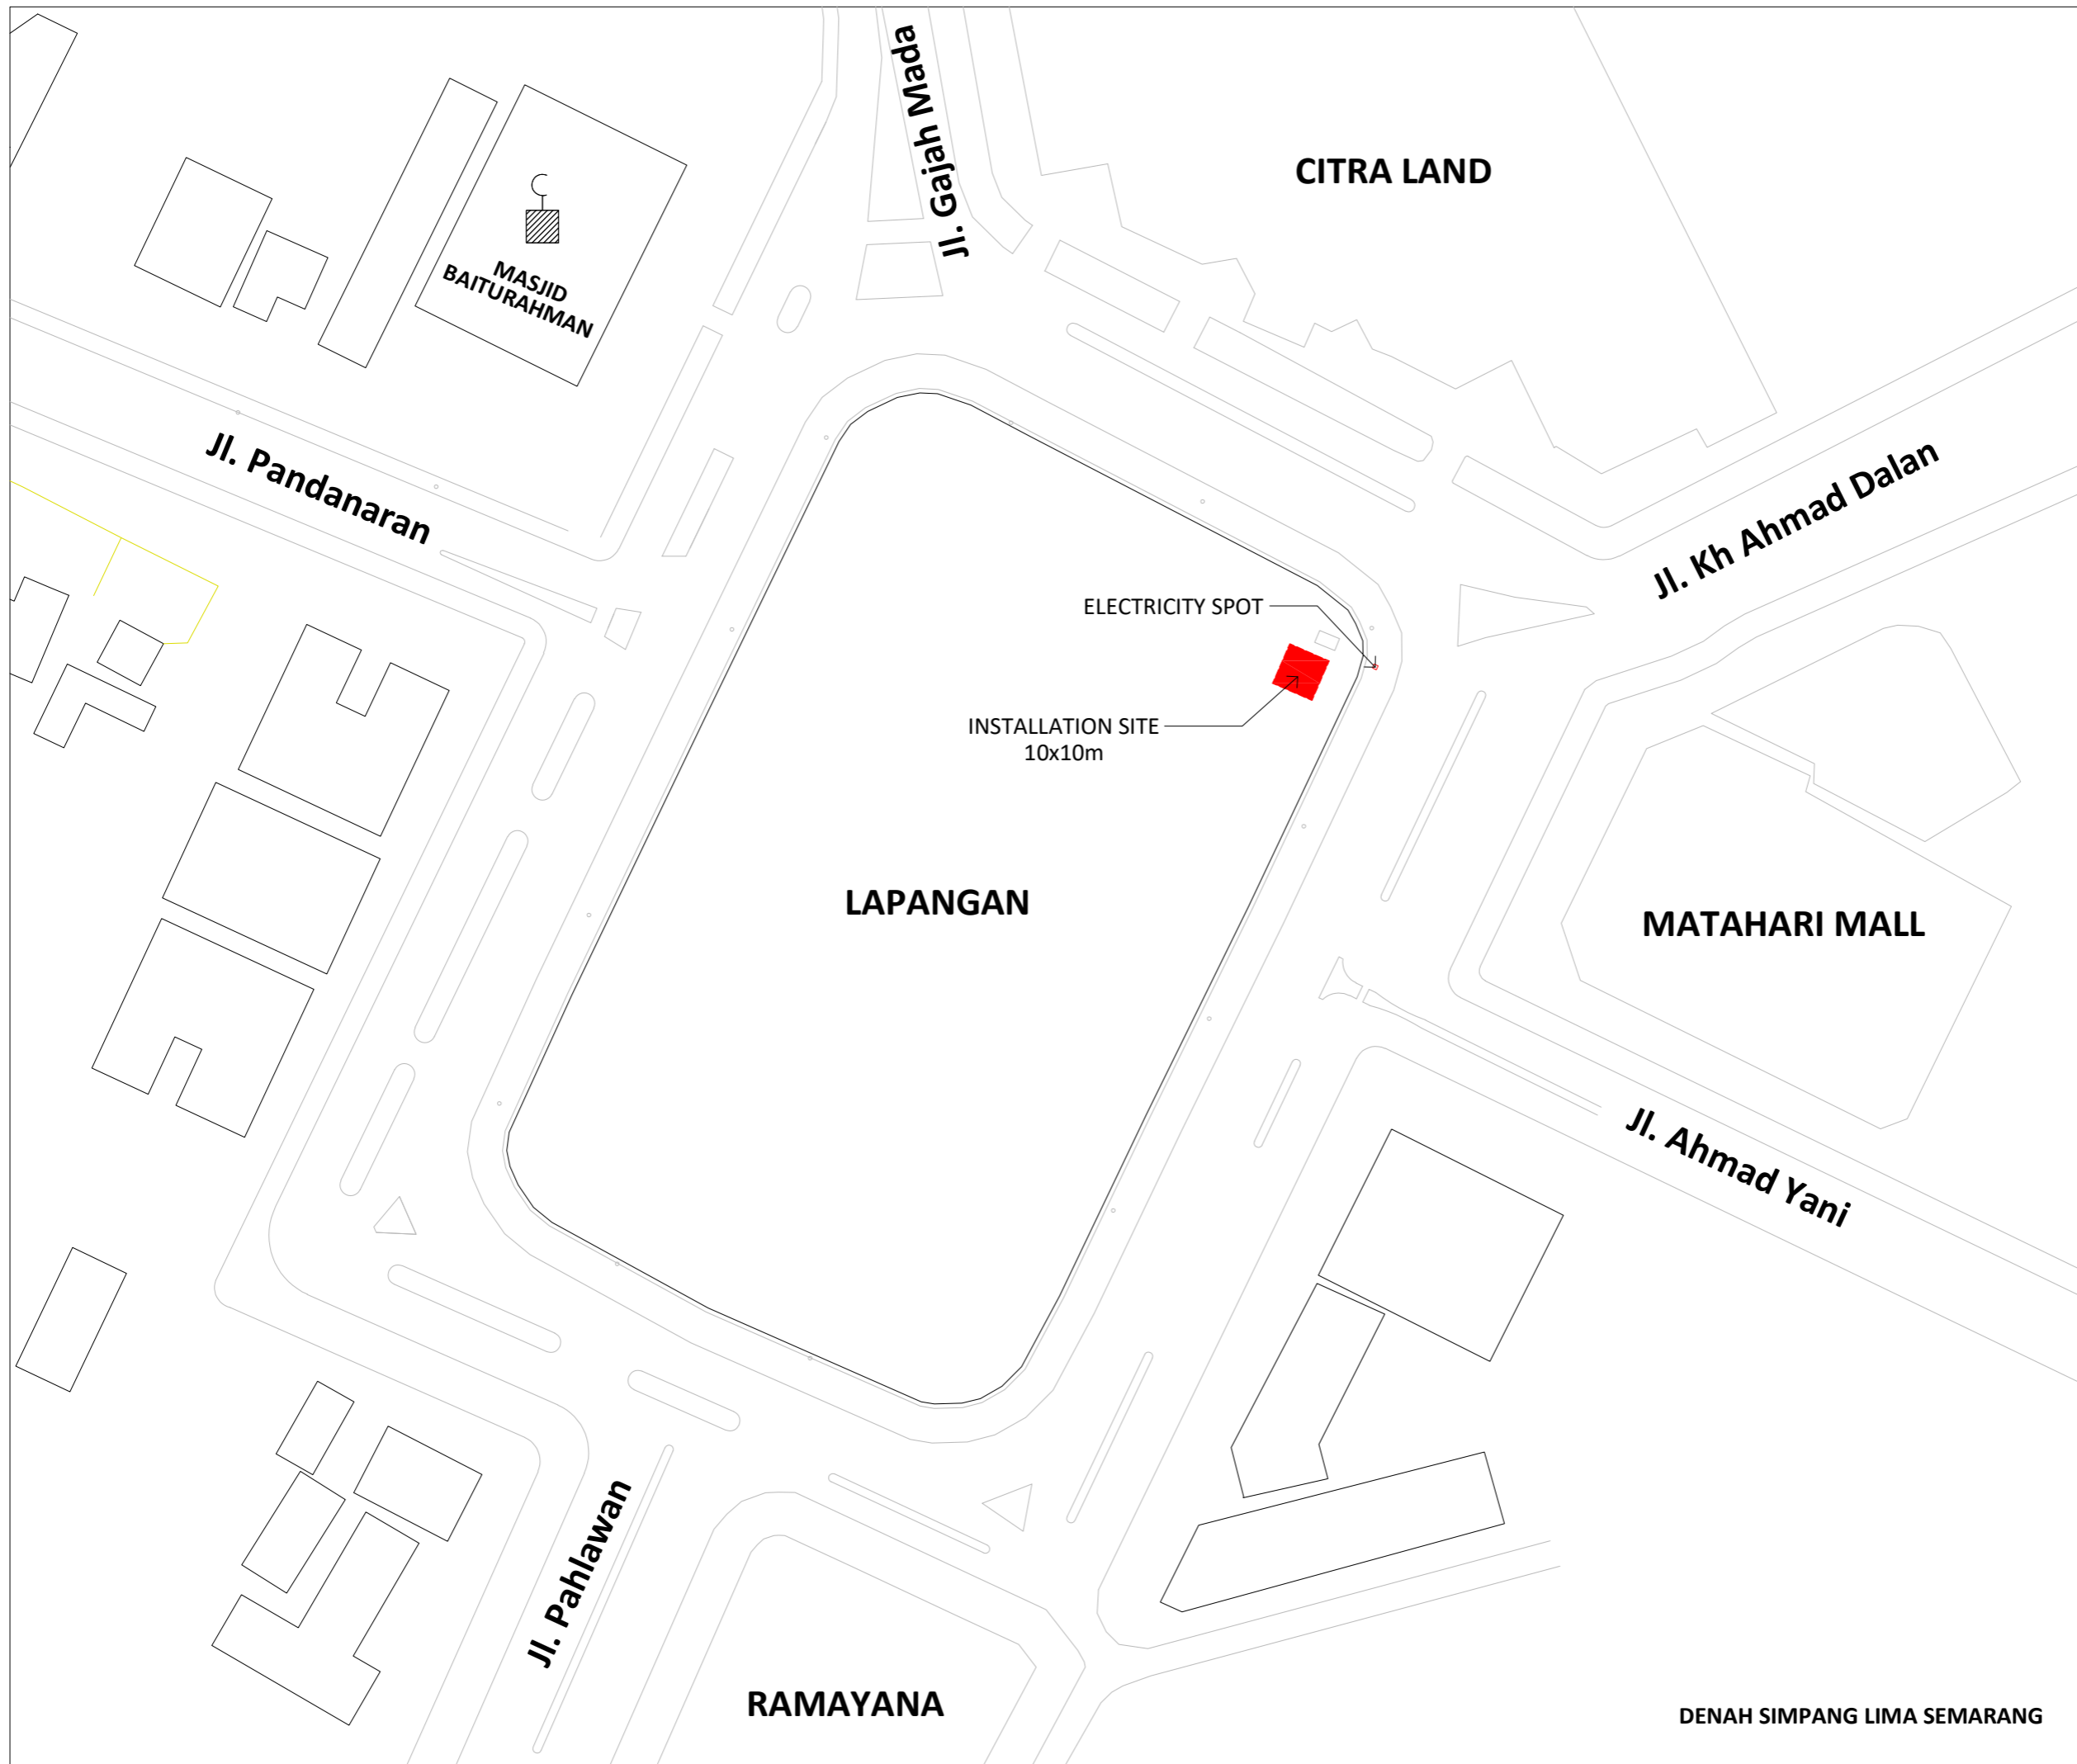 Jl. Gajah Mada
CITRA LAND
MASJID
BAITURAHMAN
Jl. Pandanaran
Jl. Kh Ahmad Dalan
ELECTRICITY SPOT
INSTALLATION SITE
10x10m
LAPANGAN
MATAHARI MALL
Jl. Ahmad Yani
Jl. Pahlawan
RAMAYANA
DENAH SIMPANG LIMA SEMARANG